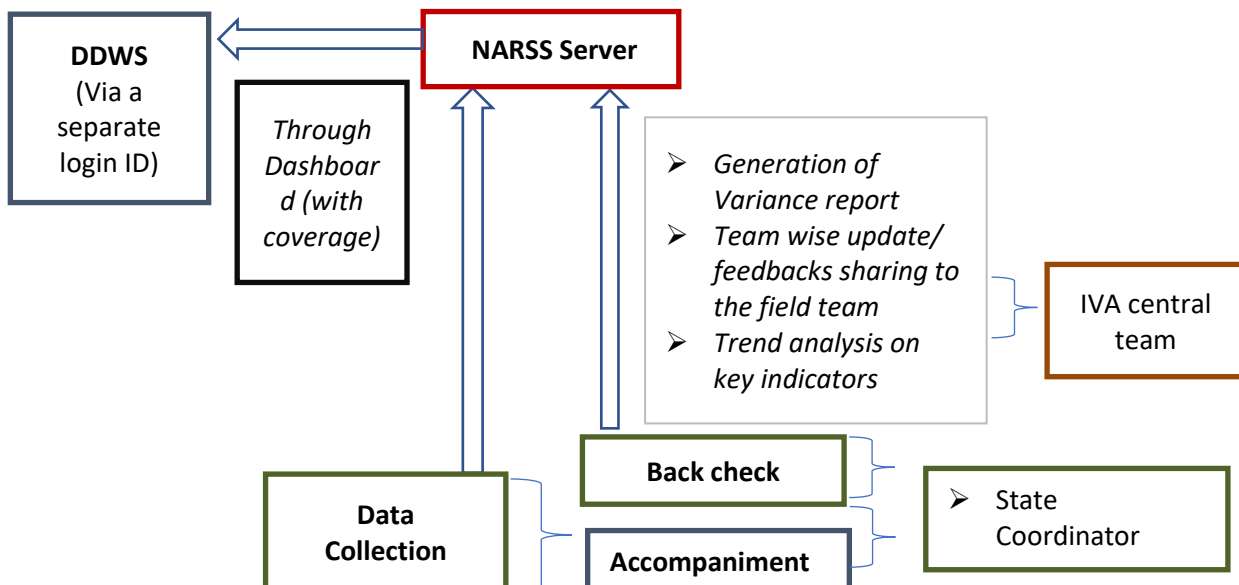 NARSS Server
DDWS
(Via a
separate
login ID)
Through
Dashboar
d (with
coverage)
➢ Generation of
Variance report
➢ Team wise update/
feedbacks sharing to
the field team
➢ Trend analysis on
key indicators
IVA central
team
Back check
➢ State
Coordinator
Data
Collection
Accompaniment